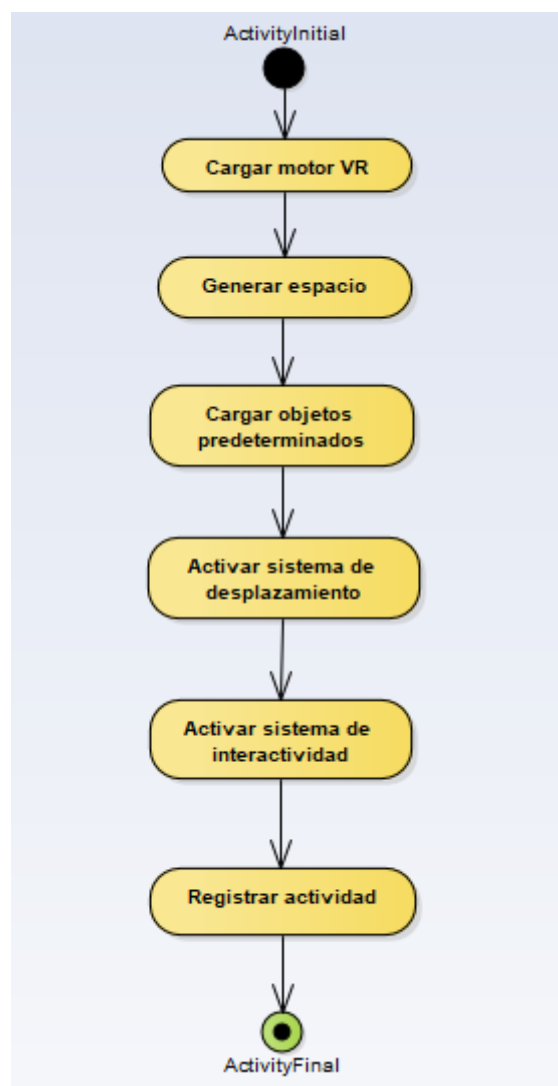 ActivityInitial
Cargar motor VR
Generar espacio
Cargar objetos
predeterminados
Activar sistema de
desplazamiento
Activar sistema de
interactividad
Registrar actividad
ActivityFinal